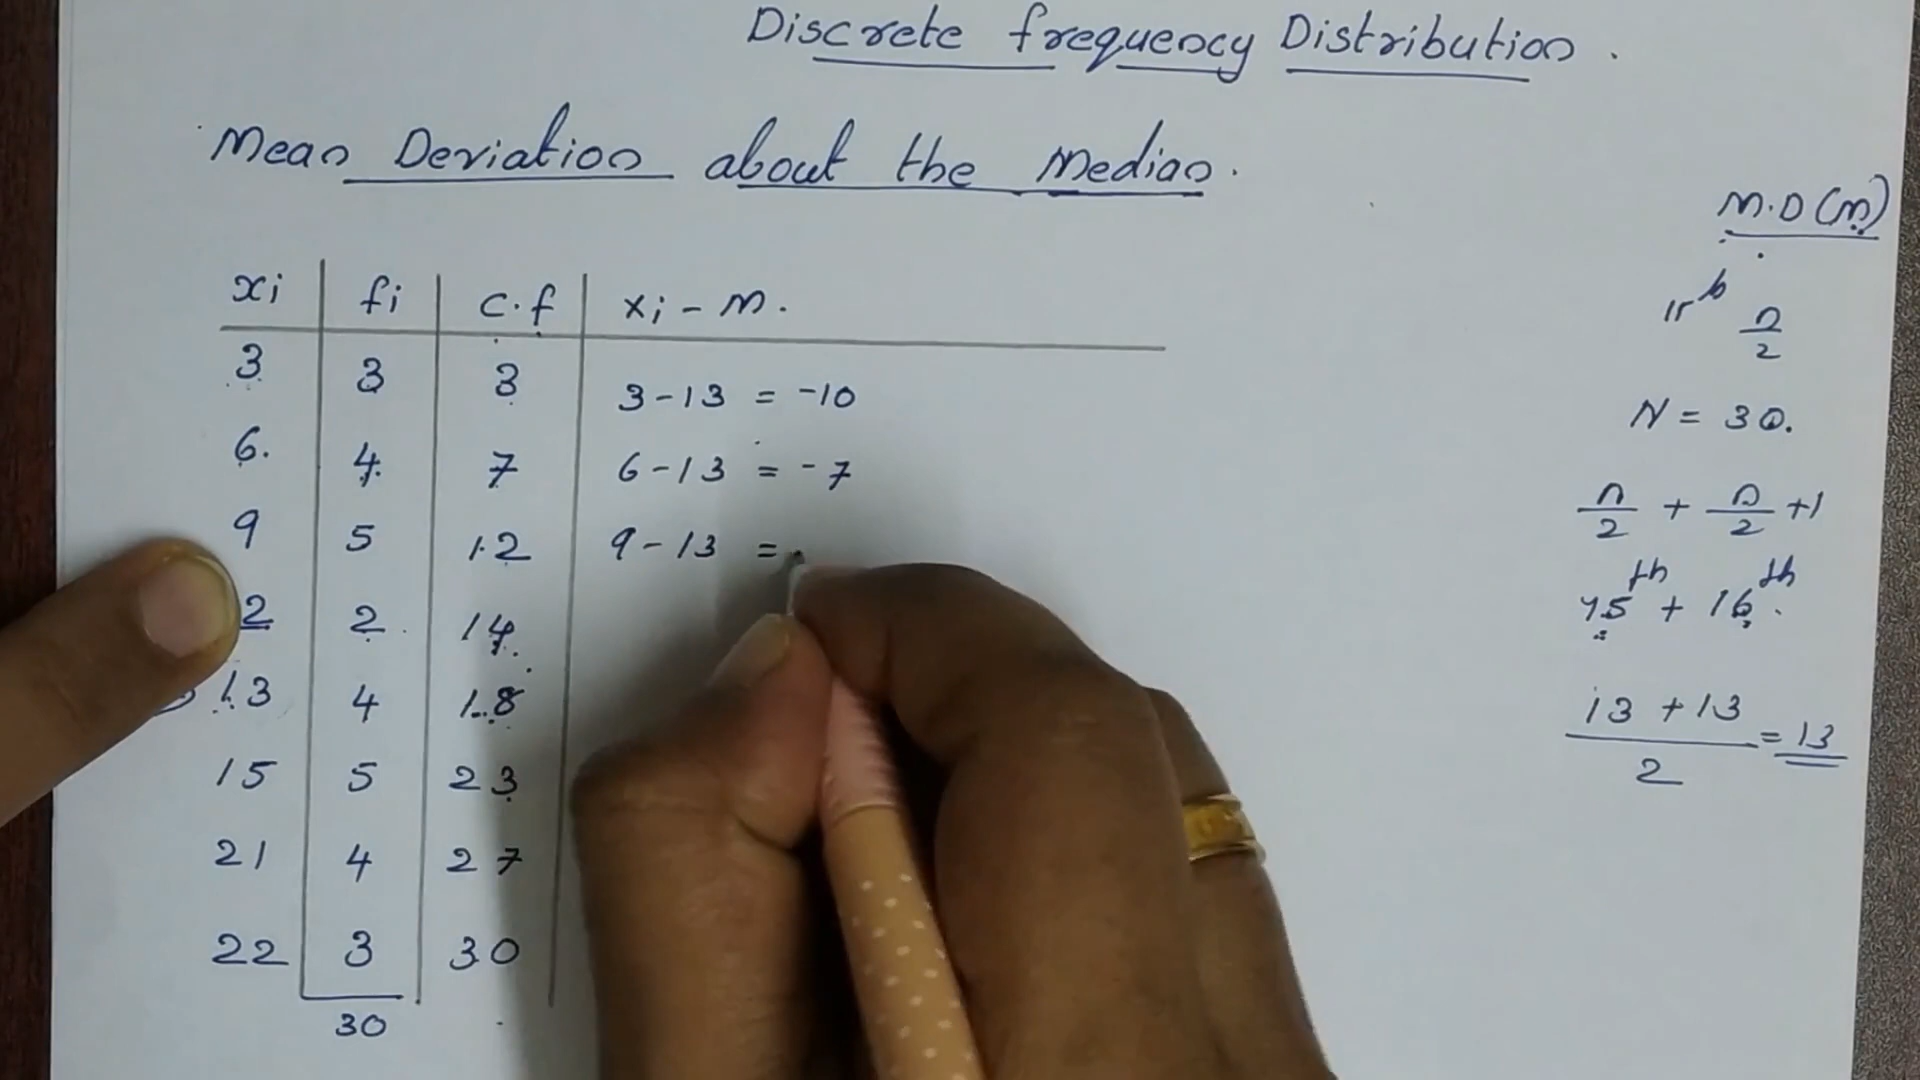 Discrete frequency Distribution.
Mean Deviation about the Median.
M.D(M)
n/2
N = 30.
n/2 + n/2 +1
15th + 16th.
13 + 13 / 2 = 13
xi fi c.f xi - M.
3 3 3 3-13 = -10
6. 4 7 6-13 = -7
9 5 12 9-13 =
2 2 14
13 4 18
15 5 23
21 4 27
22 3 30
30